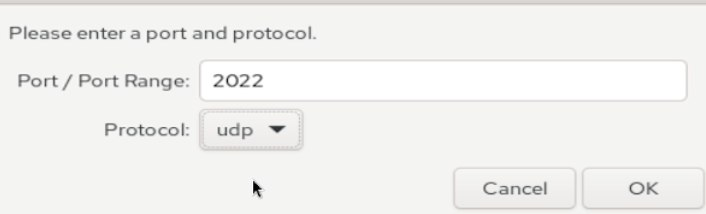 Please enter a port and protocol.
Port / Port Range: 2022
Protocol: udp
Cancel OK